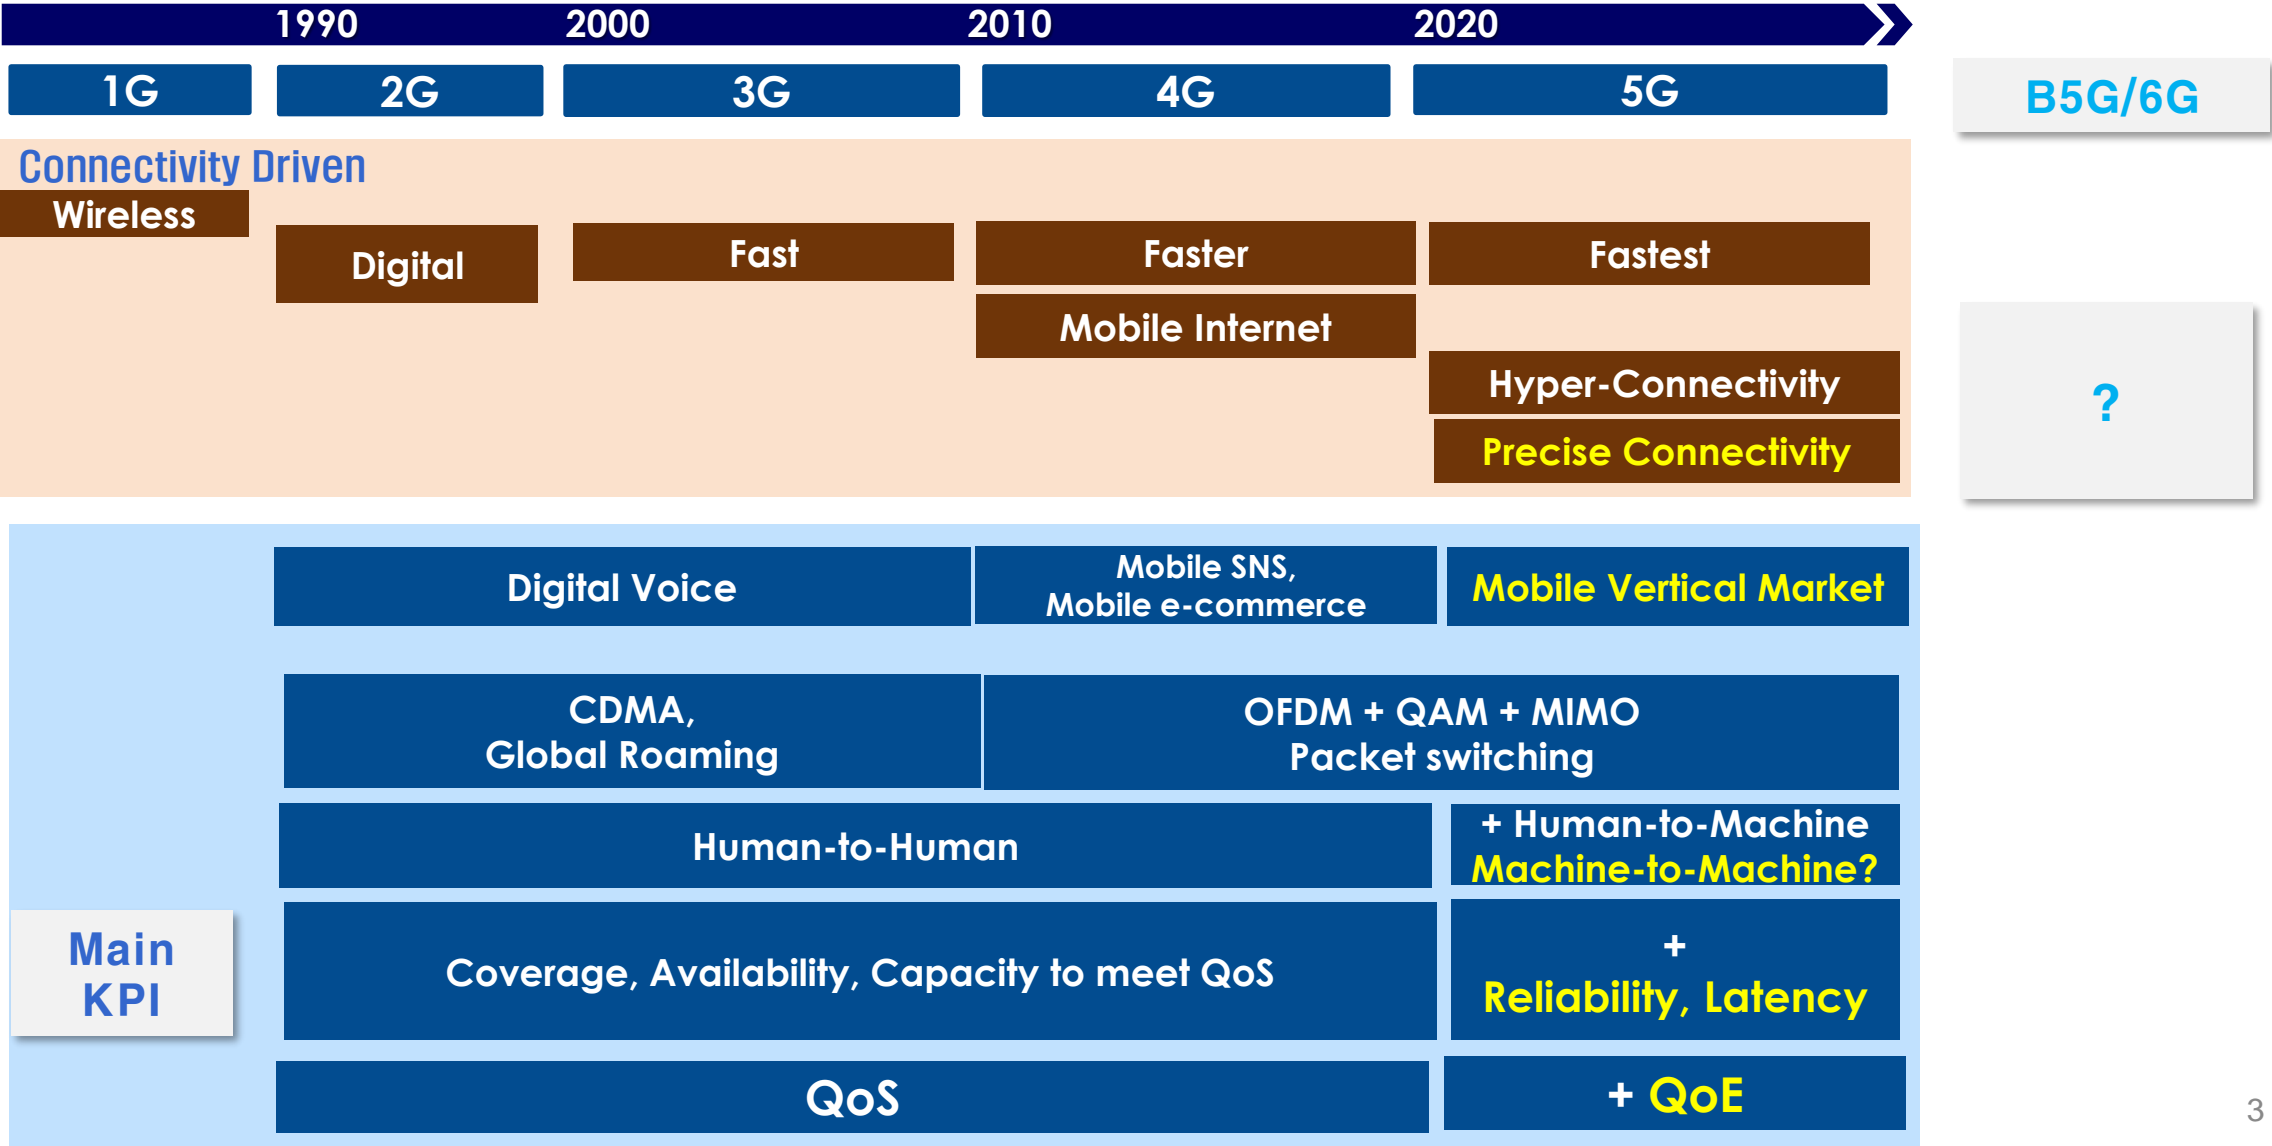 1990 2000 2010 2020
1G 2G 3G 4G 5G B5G/6G
Connectivity Driven
Wireless
Digital Fast Faster Fastest
Mobile Internet
Hyper-Connectivity
?
Precise Connectivity
Digital Voice
Mobile SNS,
Mobile e-commerce
Mobile Vertical Market
CDMA,
Global Roaming
OFDM + QAM + MIMO
Packet switching
Human-to-Human
+ Human-to-Machine
Machine-to-Machine?
Main
KPI
Coverage, Availability, Capacity to meet QoS
+
Reliability, Latency
QoS
+ QoE
3